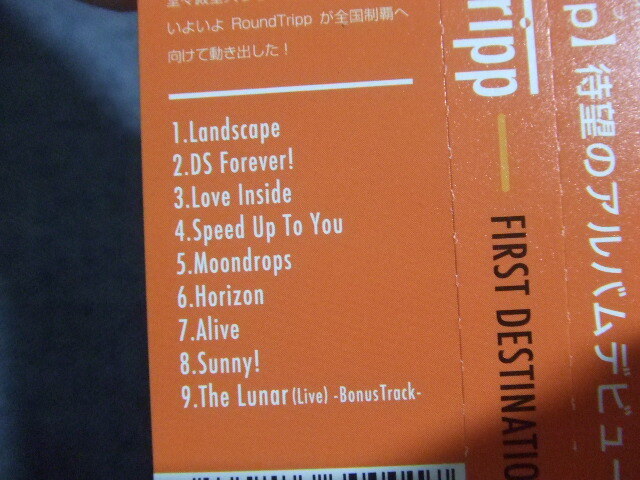 いよいよ RoundTripp が全国制覇へ
向けて動き出した！
1.Landscape
2.DS Forever!
3.Love Inside
4.Speed Up To You
5.Moondrops
6.Horizon
7.Alive
8.Sunny!
9.The Lunar(Live) -BonusTrack-
ripp
FIRST DESTINATIO
p】待望のアルバムデビュー